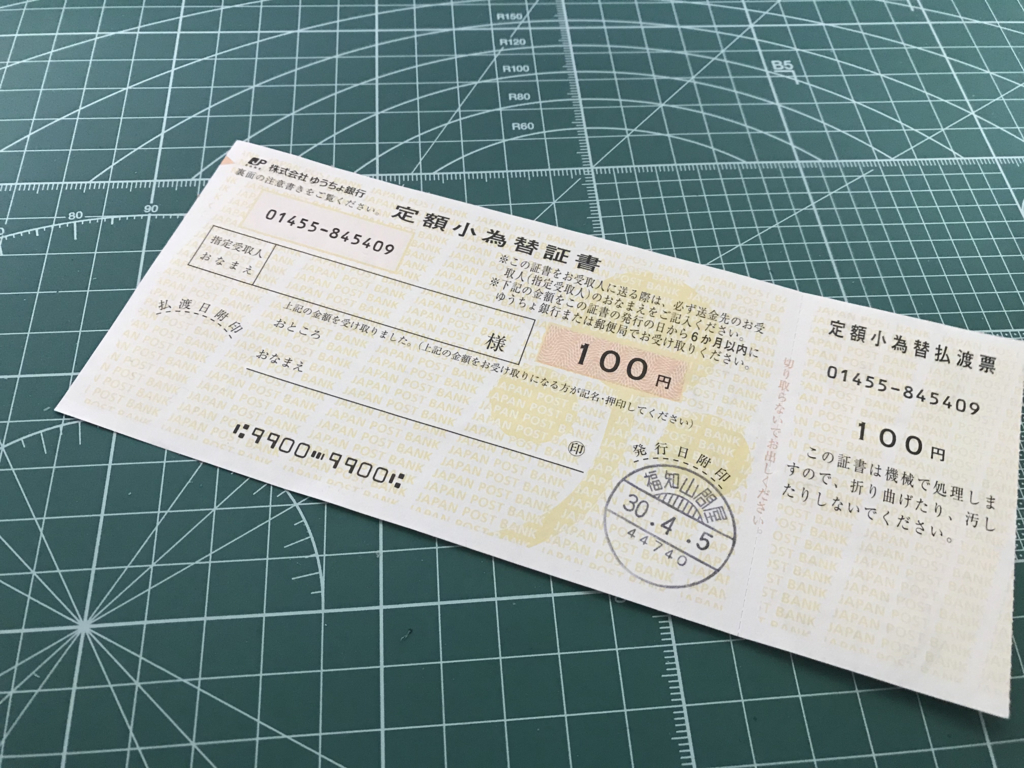 R150
R120
R100
R80
R60
B5
80
90
JP 株式会社 ゆうちょ銀行
裏面の注意書きをご覧ください。
定額小為替証書
01455-845409
※この証書をお受取人に送る際は、必ず送金先のお受
取人(指定受取人)のおなまえをご記入ください。
※下記の金額をこの証書の発行の日から6か月以内に
ゆうちょ銀行または郵便局でお受け取りください。
指定受取人
おなまえ
様
100円
払渡日附印
上記の金額を受け取りました。(上記の金額をお受け取りになる方が記名・押印してください)
おところ
おなまえ
印
⑆9900⑈9900⑆
発行日附印
福知山
30.4.5
44740
切り取らないでお出しください。
定額小為替払渡票
01455-845409
100円
この証書は機械で処理しま
すので、折り曲げたり、汚し
たりしないでください。
JAPAN POST BANK